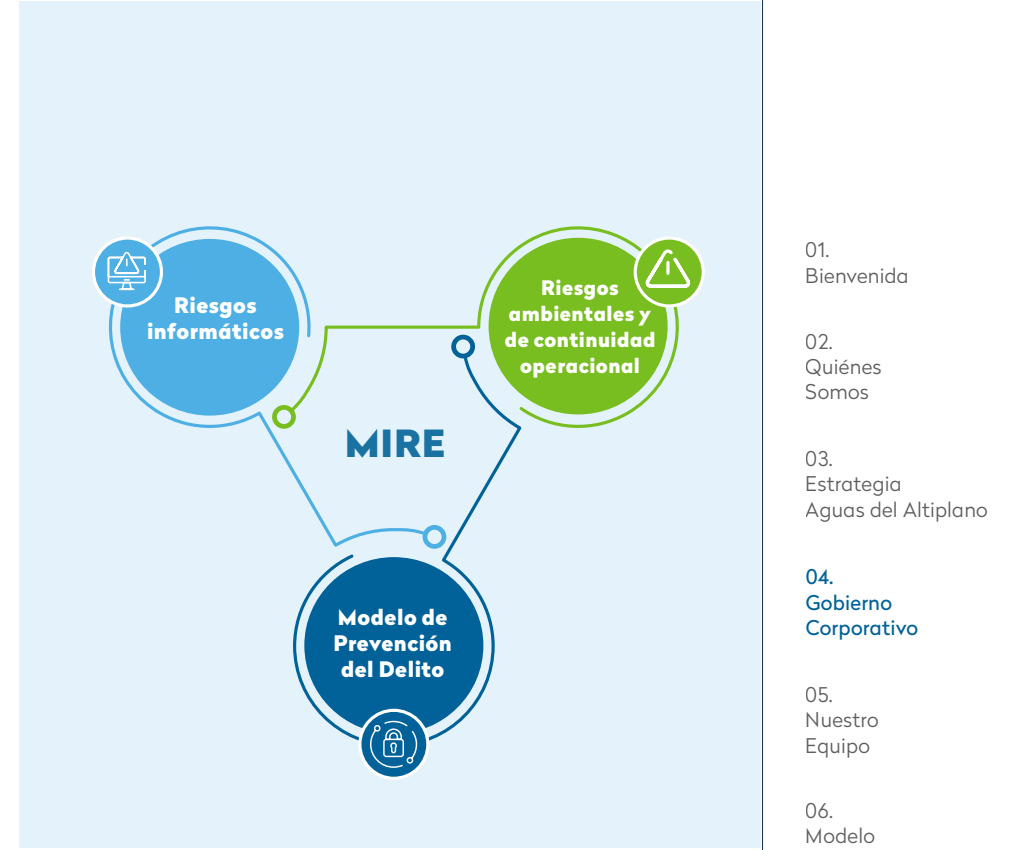 Riesgos
informáticos
Riesgos
ambientales y
de continuidad
operacional
MIRE
Modelo de
Prevención
del Delito
01.
Bienvenida
02.
Quiénes
Somos
03.
Estrategia
Aguas del Altiplano
04.
Gobierno
Corporativo
05.
Nuestro
Equipo
06.
Modelo